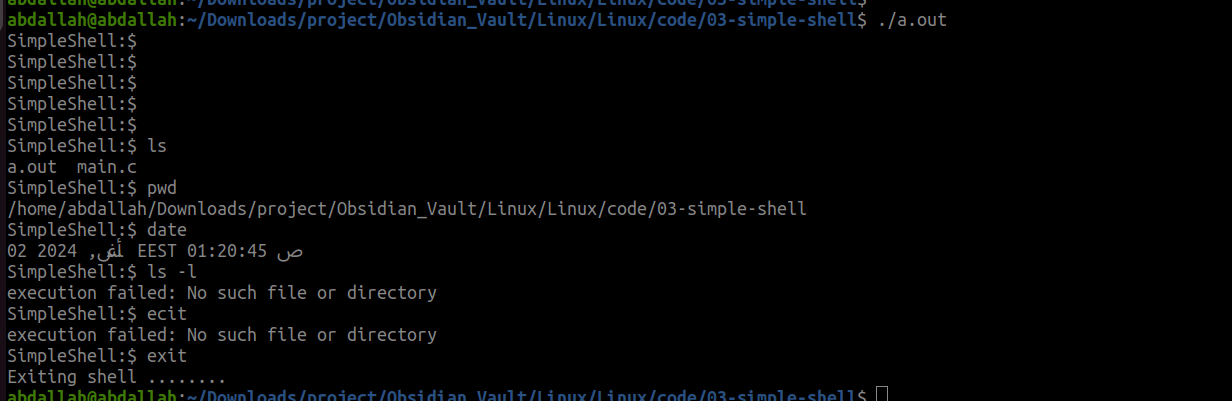 abdallah@abdallah:~/Downloads/project/Obsidian_Vault/Linux/Linux/code/03-simple-shell$
abdallah@abdallah:~/Downloads/project/Obsidian_Vault/Linux/Linux/code/03-simple-shell$ ./a.out
SimpleShell:$
SimpleShell:$
SimpleShell:$
SimpleShell:$
SimpleShell:$
SimpleShell:$ ls
a.out  main.c
SimpleShell:$ pwd
/home/abdallah/Downloads/project/Obsidian_Vault/Linux/Linux/code/03-simple-shell
SimpleShell:$ date
02 أغس, 2024 EEST 01:20:45 ص
SimpleShell:$ ls -l
execution failed: No such file or directory
SimpleShell:$ ecit
execution failed: No such file or directory
SimpleShell:$ exit
Exiting shell ........
abdallah@abdallah:~/Downloads/project/Obsidian_Vault/Linux/Linux/code/03-simple-shell$